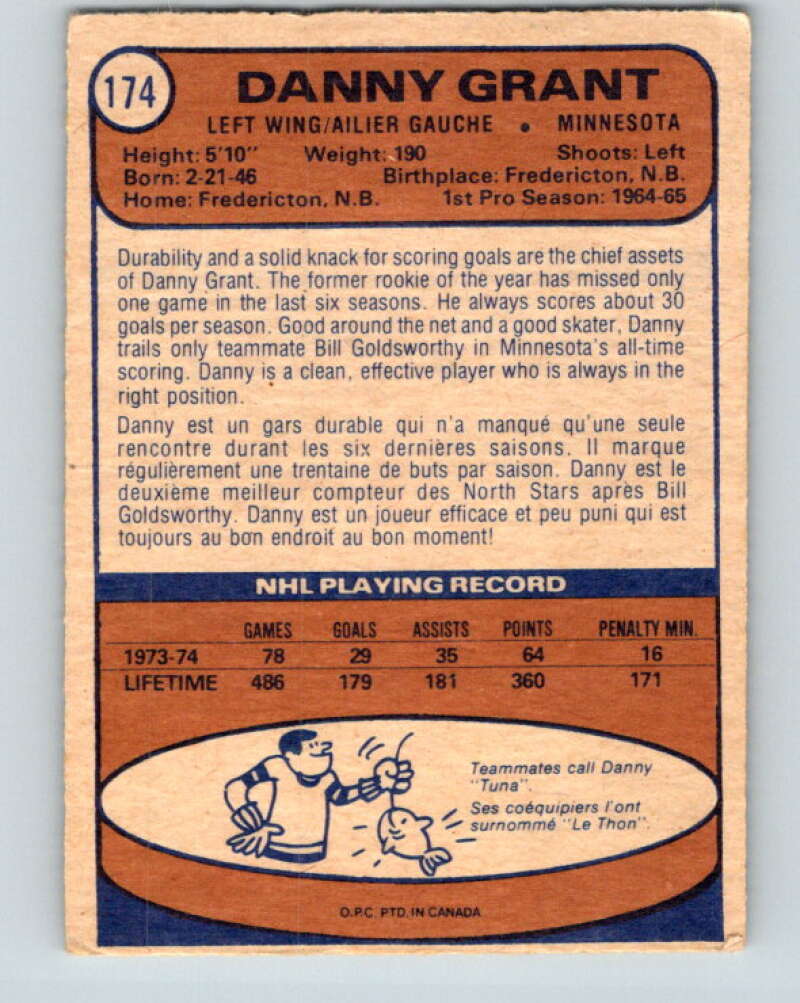 174
DANNY GRANT
LEFT WING/AILIER GAUCHE • MINNESOTA
Height: 5'10" Weight: 190 Shoots: Left
Born: 2-21-46 Birthplace: Fredericton, N.B.
Home: Fredericton, N.B. 1st Pro Season: 1964-65
Durability and a solid knack for scoring goals are the chief assets
of Danny Grant. The former rookie of the year has missed only
one game in the last six seasons. He always scores about 30
goals per season. Good around the net and a good skater, Danny
trails only teammate Bill Goldsworthy in Minnesota's all-time
scoring. Danny is a clean, effective player who is always in the
right position.
Danny est un gars durable qui n'a manqué qu'une seule
rencontre durant les six dernières saisons. Il marque
régulièrement une trentaine de buts par saison. Danny est le
deuxième meilleur compteur des North Stars après Bill
Goldsworthy. Danny est un joueur efficace et peu puni qui est
toujours au bon endroit au bon moment!
NHL PLAYING RECORD
GAMES GOALS ASSISTS POINTS PENALTY MIN.
1973-74 78 29 35 64 16
LIFETIME 486 179 181 360 171
Teammates call Danny
"Tuna".
Ses coéquipiers l'ont
surnommé "Le Thon".
O.P.C. PTD. IN CANADA